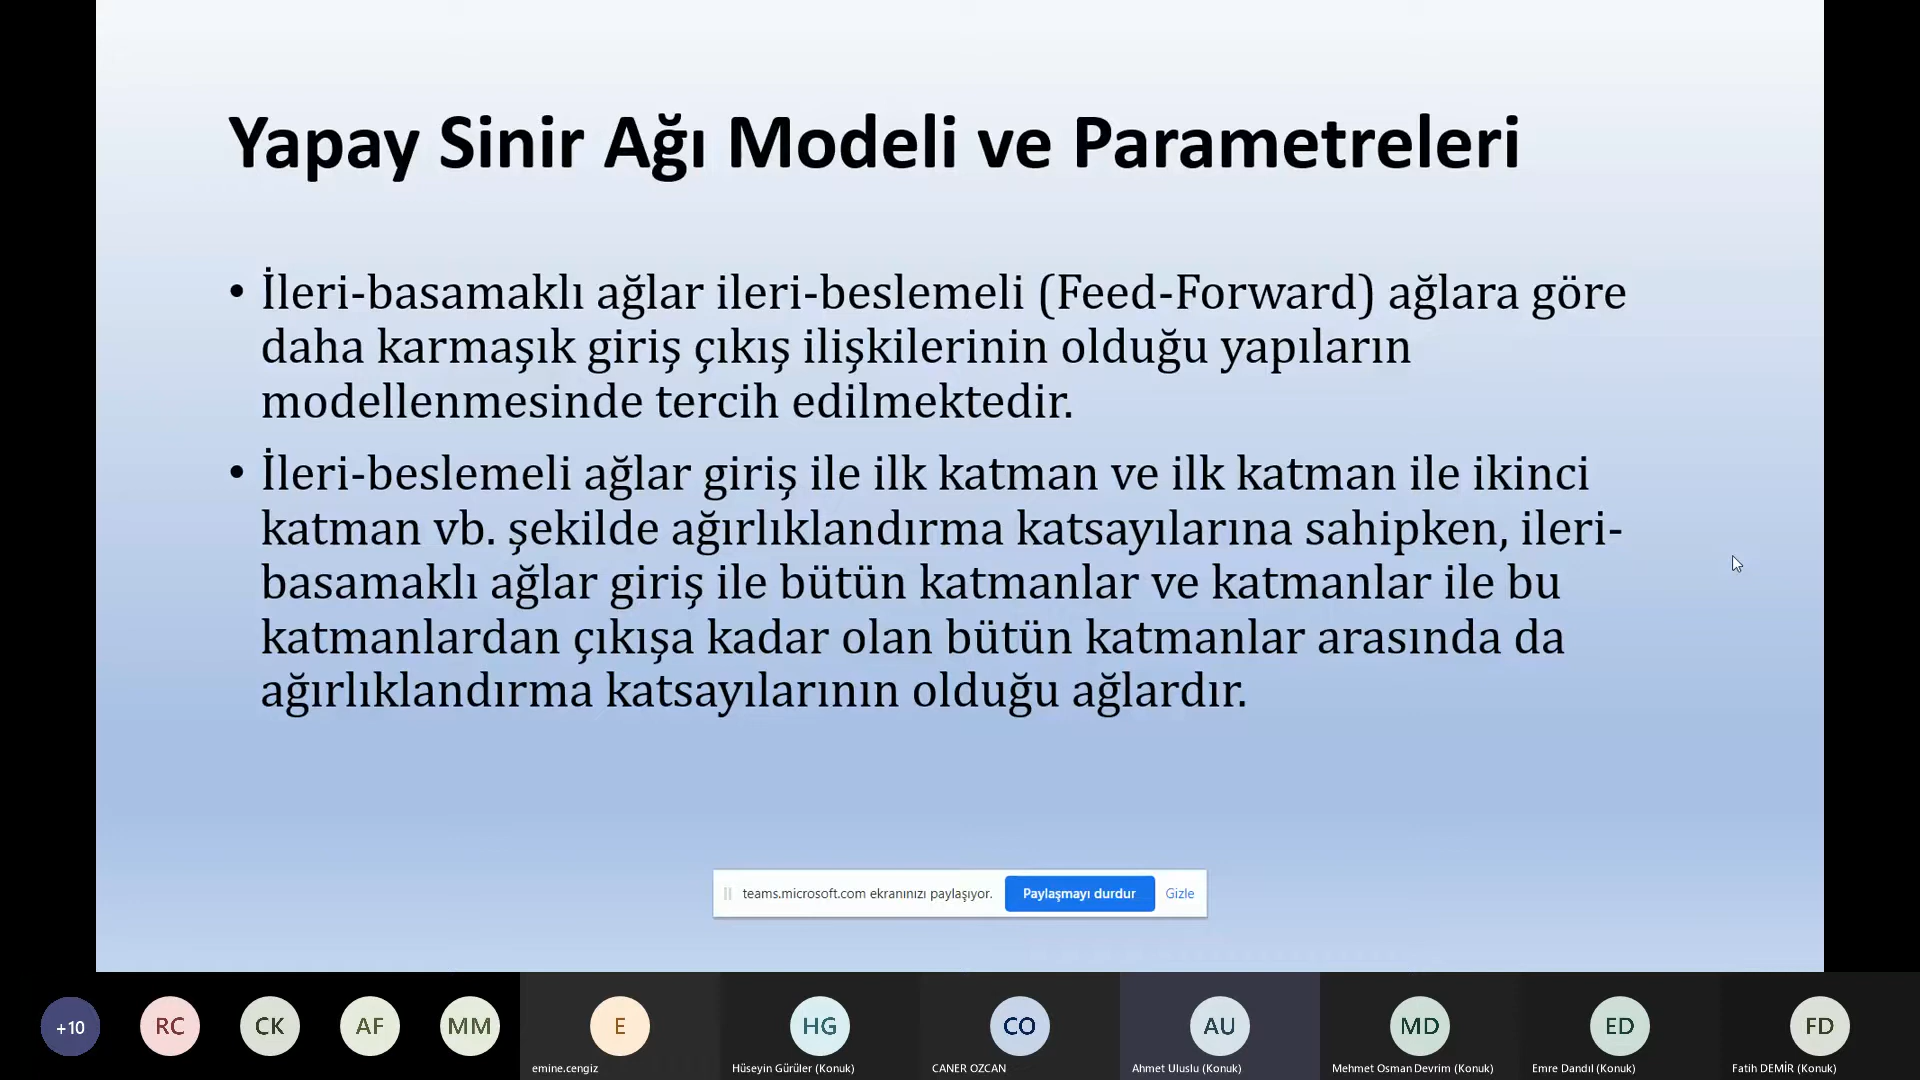 Yapay Sinir Ağı Modeli ve Parametreleri
• İleri-basamaklı ağlar ileri-beslemeli (Feed-Forward) ağlara göre
daha karmaşık giriş çıkış ilişkilerinin olduğu yapıların
modellenmesinde tercih edilmektedir.
• İleri-beslemeli ağlar giriş ile ilk katman ve ilk katman ile ikinci
katman vb. şekilde ağırlıklandırma katsayılarına sahipken, ileri-
basamaklı ağlar giriş ile bütün katmanlar ve katmanlar ile bu
katmanlardan çıkışa kadar olan bütün katmanlar arasında da
ağırlıklandırma katsayılarının olduğu ağlardır.
teams.microsoft.com ekranınızı paylaşıyor. Paylaşmayı durdur Gizle
+10 RC CK AF MM E HG CO AU MD ED FD
emine.cengiz Hüseyin Gürüler (Konuk) CANER OZCAN Ahmet Uluslu (Konuk) Mehmet Osman Devrim (Konuk) Emre Dandıl (Konuk) Fatih DEMİR (Konuk)